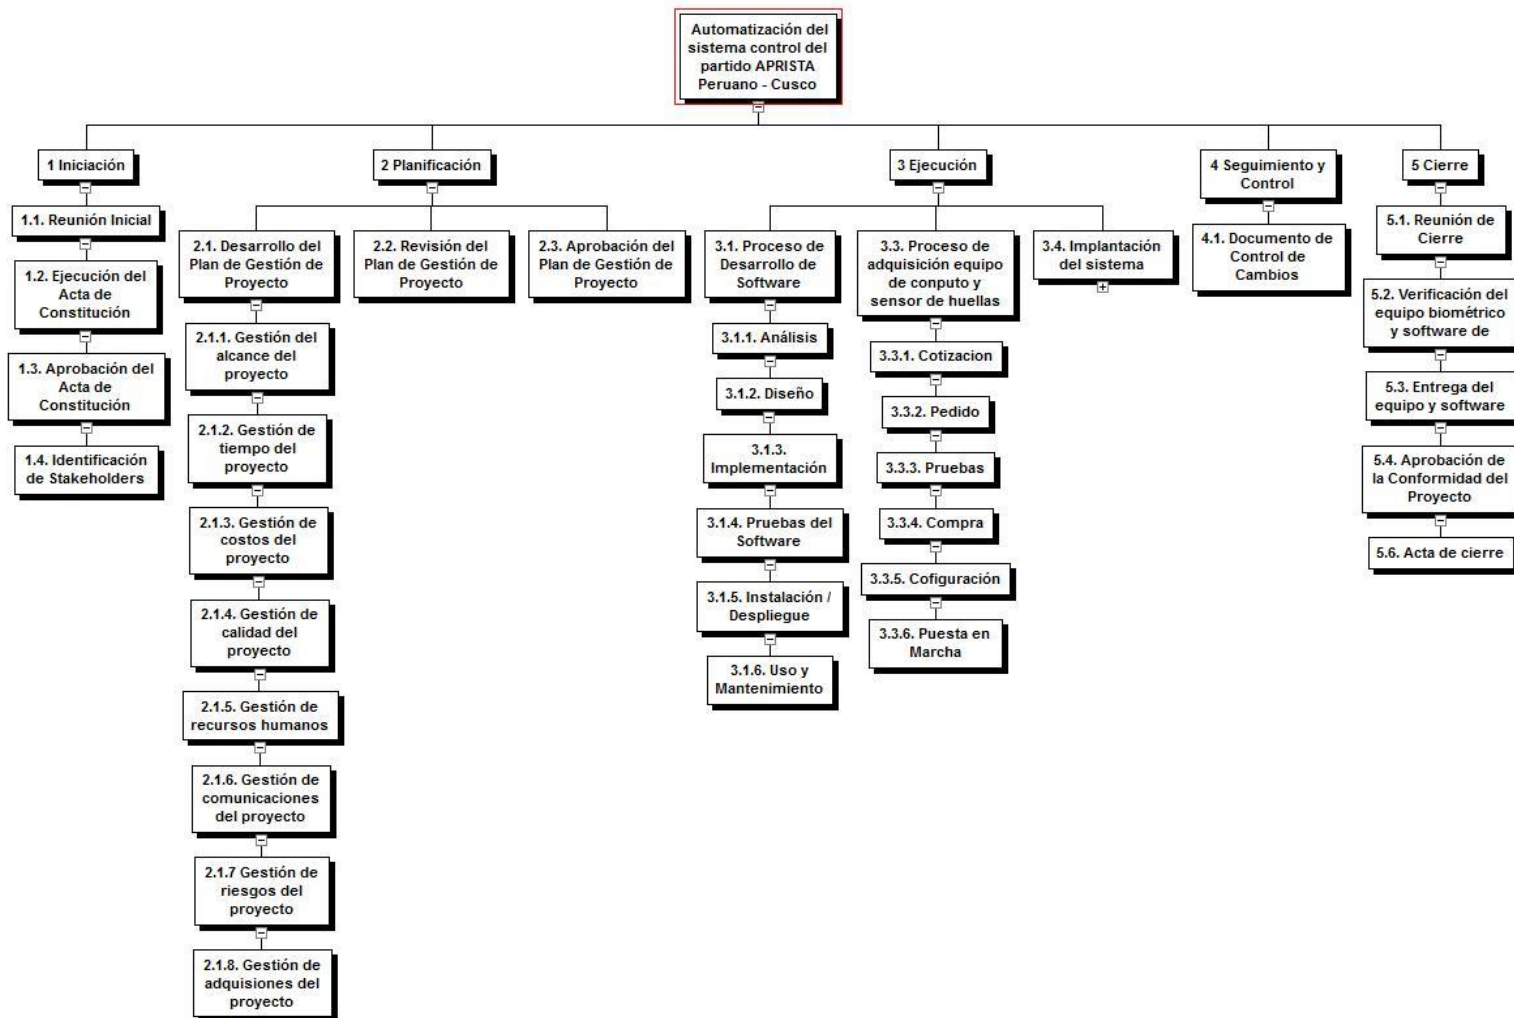 Automatización del
sistema control del
partido APRISTA
Peruano - Cusco
1 Iniciación
1.1. Reunión Inicial
1.2. Ejecución del
Acta de
Constitución
1.3. Aprobación del
Acta de
Constitución
1.4. Identificación
de Stakeholders
2 Planificación
2.1. Desarrollo del
Plan de Gestión de
Proyecto
2.1.1. Gestión del
alcance del
proyecto
2.1.2. Gestión de
tiempo del
proyecto
2.1.3. Gestión de
costos del
proyecto
2.1.4. Gestión de
calidad del
proyecto
2.1.5. Gestión de
recursos humanos
2.1.6. Gestión de
comunicaciones
del proyecto
2.1.7 Gestión de
riesgos del
proyecto
2.1.8. Gestión de
adquisiones del
proyecto
2.2. Revisión del
Plan de Gestión de
Proyecto
2.3. Aprobación del
Plan de Gestión de
Proyecto
3 Ejecución
3.1. Proceso de
Desarrollo de
Software
3.1.1. Análisis
3.1.2. Diseño
3.1.3.
Implementación
3.1.4. Pruebas del
Software
3.1.5. Instalación /
Despliegue
3.1.6. Uso y
Mantenimiento
3.3. Proceso de
adquisición equipo
de conputo y
sensor de huellas
3.3.1. Cotizacion
3.3.2. Pedido
3.3.3. Pruebas
3.3.4. Compra
3.3.5. Cofiguración
3.3.6. Puesta en
Marcha
3.4. Implantación
del sistema
4 Seguimiento y
Control
4.1. Documento de
Control de
Cambios
5 Cierre
5.1. Reunión de
Cierre
5.2. Verificación del
equipo biométrico
y software de
5.3. Entrega del
equipo y software
5.4. Aprobación de
la Conformidad del
Proyecto
5.6. Acta de cierre